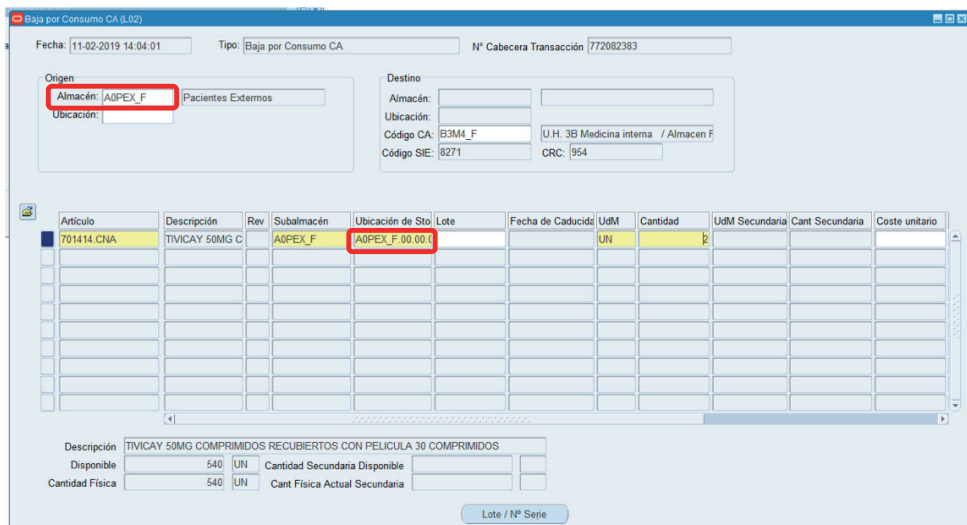 Baja por Consumo CA (L02)
Fecha: 11-02-2019 14:04:01 Tipo: Baja por Consumo CA N° Cabecera Transacción 772082383
Origen Destino
Almacén: A0PEX_F Pacientes Extermos Almacén:
Ubicación: Ubicación:
Código CA: B3M4_F U.H. 3B Medicina interna / Almacen F
Código SIE: 8271 CRC: 954
Artículo Descripción Rev Subalmacén Ubicación de Sto Lote Fecha de Caducida UdM Cantidad UdM Secundaria Cant Secundaria Coste unitario
701414.CNA TIVICAY 50MG C A0PEX_F A0PEX_F.00.00.0 UN 2
Descripción TIVICAY 50MG COMPRIMIDOS RECUBIERTOS CON PELICULA 30 COMPRIMIDOS
Disponible 540 UN Cantidad Secundaria Disponible
Cantidad Física 540 UN Cant Física Actual Secundaria
Lote / Nº Serie